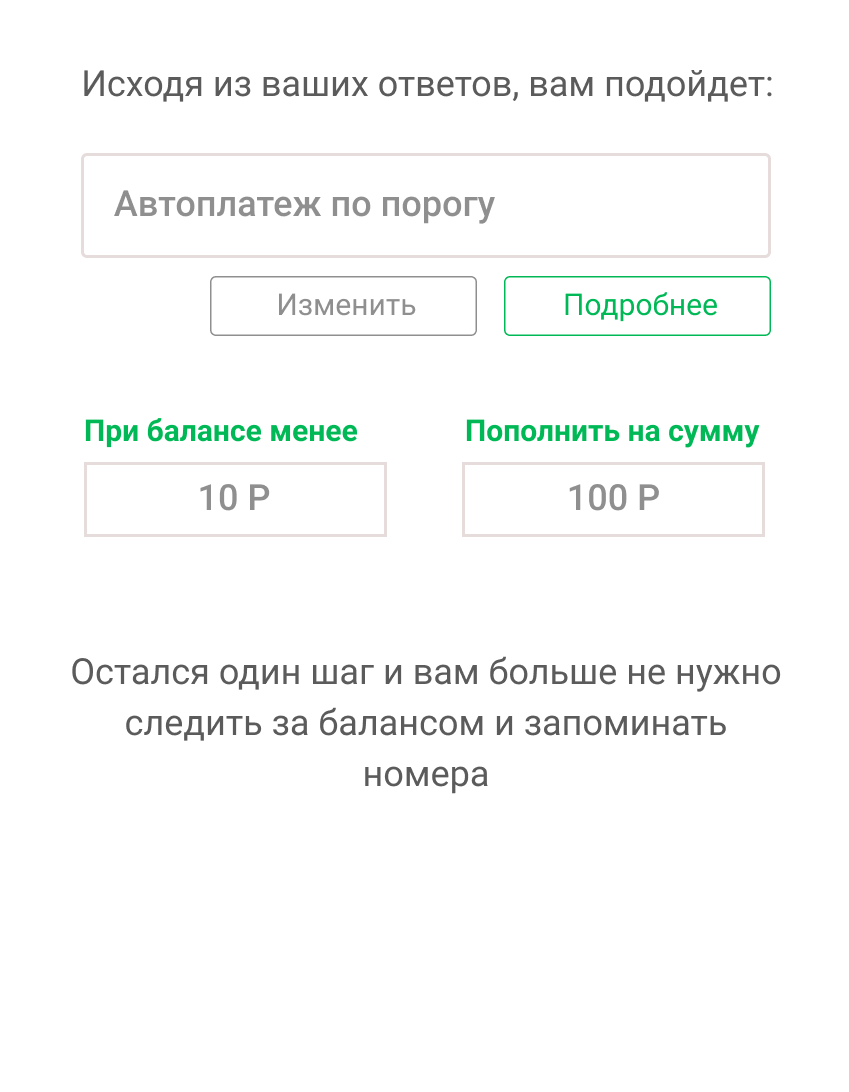 Исходя из ваших ответов, вам подойдет:
Автоплатеж по порогу
Изменить
Подробнее
При балансе менее
Пополнить на сумму
10 Р
100 Р
Остался один шаг и вам больше не нужно
следить за балансом и запоминать
номера